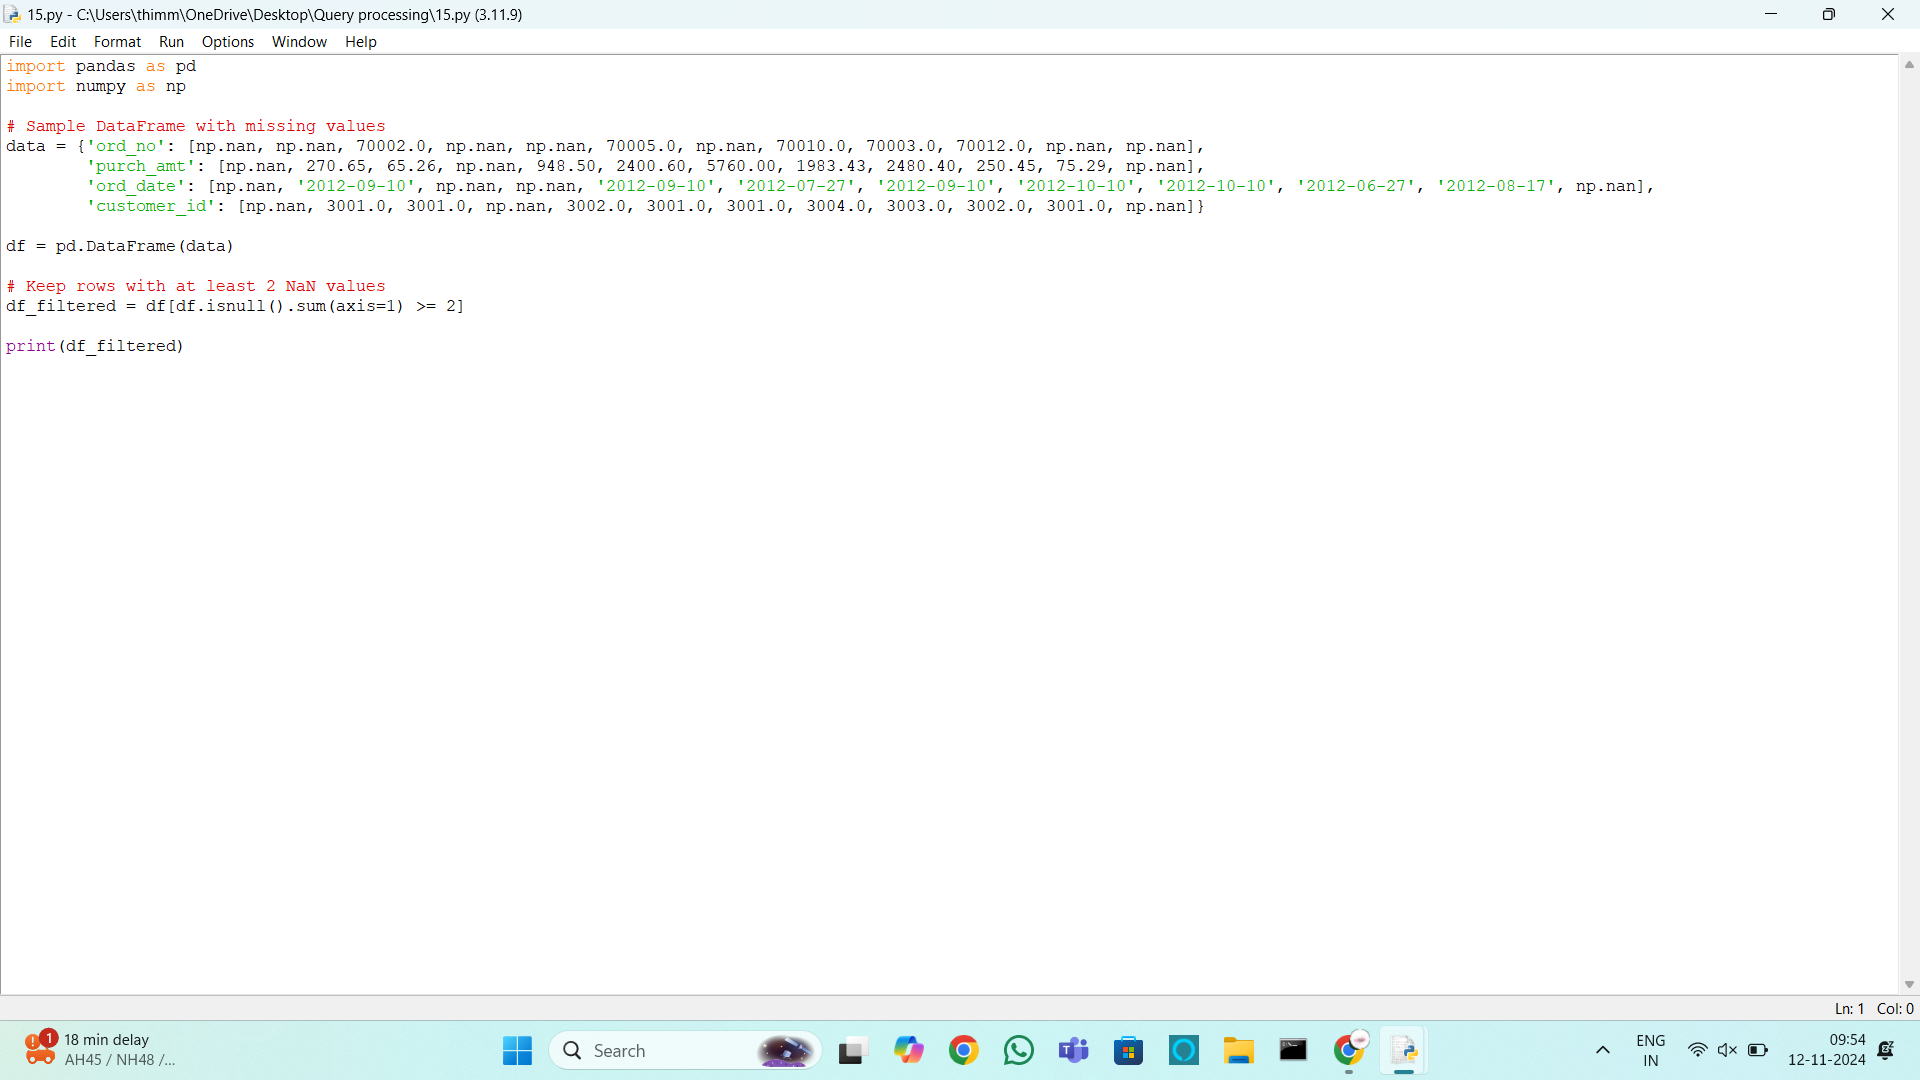 15.py - C:\Users\thimm\OneDrive\Desktop\Query processing\15.py (3.11.9)
File Edit Format Run Options Window Help
import pandas as pd
import numpy as np
# Sample DataFrame with missing values
data = {'ord_no': [np.nan, np.nan, 70002.0, np.nan, np.nan, 70005.0, np.nan, 70010.0, 70003.0, 70012.0, np.nan, np.nan],
'purch_amt': [np.nan, 270.65, 65.26, np.nan, 948.50, 2400.60, 5760.00, 1983.43, 2480.40, 250.45, 75.29, np.nan],
'ord_date': [np.nan, '2012-09-10', np.nan, np.nan, '2012-09-10', '2012-07-27', '2012-09-10', '2012-10-10', '2012-10-10', '2012-06-27', '2012-08-17', np.nan],
'customer_id': [np.nan, 3001.0, 3001.0, np.nan, 3002.0, 3001.0, 3001.0, 3004.0, 3003.0, 3002.0, 3001.0, np.nan]}
df = pd.DataFrame(data)
# Keep rows with at least 2 NaN values
df_filtered = df[df.isnull().sum(axis=1) >= 2]
print(df_filtered)
Ln: 1 Col: 0
1
18 min delay
AH45 / NH48 /...
Search
ENG
IN
09:54
12-11-2024